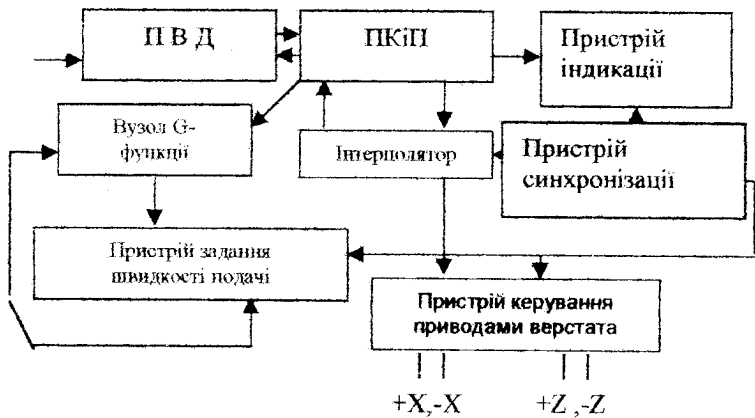 П В Д
ПКіП
Пристрій
індикації
Вузол G-
функції
Інтерполятор
Пристрій
синхронізації
Пристрій задання
швидкості подачі
Пристрій керування
приводами верстата
+X,-X
+Z ,-Z